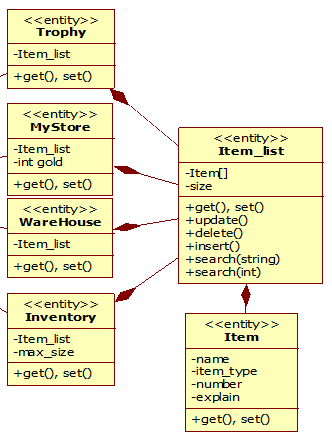 <<entity>>
Trophy
-Item_list
+get(), set()
<<entity>>
MyStore
-Item_list
-int gold
+get(), set()
<<entity>>
WareHouse
-Item_list
+get(), set()
<<entity>>
Inventory
-Item_list
-max_size
+get(), set()
<<entity>>
Item_list
-Item[]
-size
+get(), set()
+update()
+delete()
+insert()
+search(string)
+search(int)
<<entity>>
Item
-name
-item_type
-number
-explain
+get(), set()